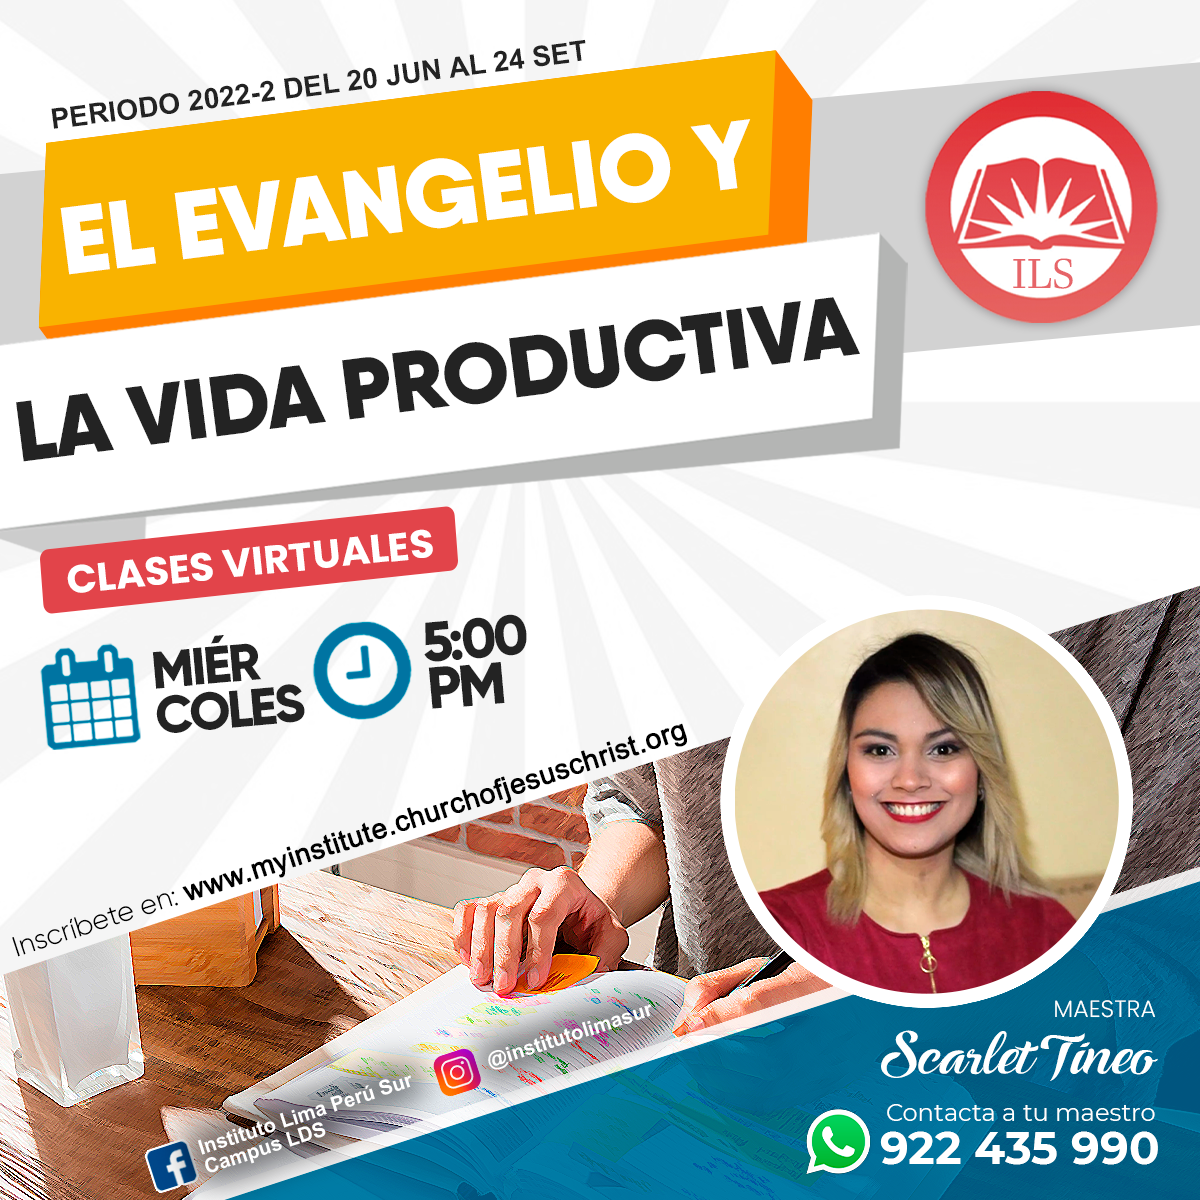 PERIODO 2022-2 DEL 20 JUN AL 24 SET
EL EVANGELIO Y
LA VIDA PRODUCTIVA
ILS
CLASES VIRTUALES
MIÉR
COLES
5:00
PM
Inscríbete en: www.myinstitute.churchofjesuschrist.org
MAESTRA
Scarlet Tíneo
Contacta a tu maestro
922 435 990
@institutolimasur
Instituto Lima Perú Sur
Campus LDS